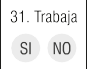 31. Trabaja
SI NO